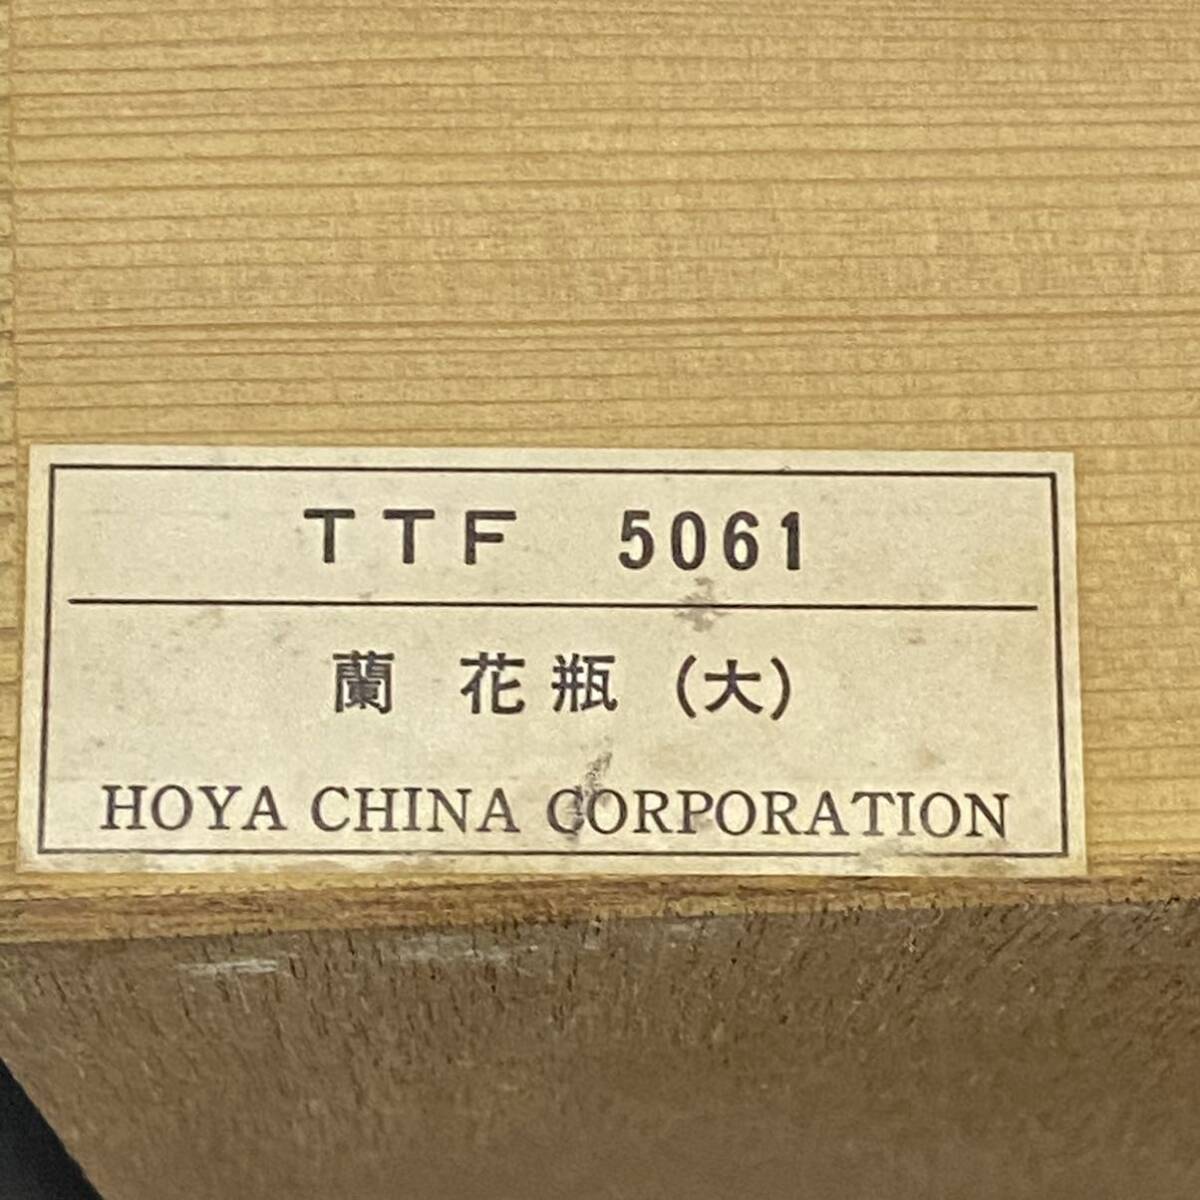 TTF 5061
蘭 花瓶 (大)
HOYA CHINA CORPORATION